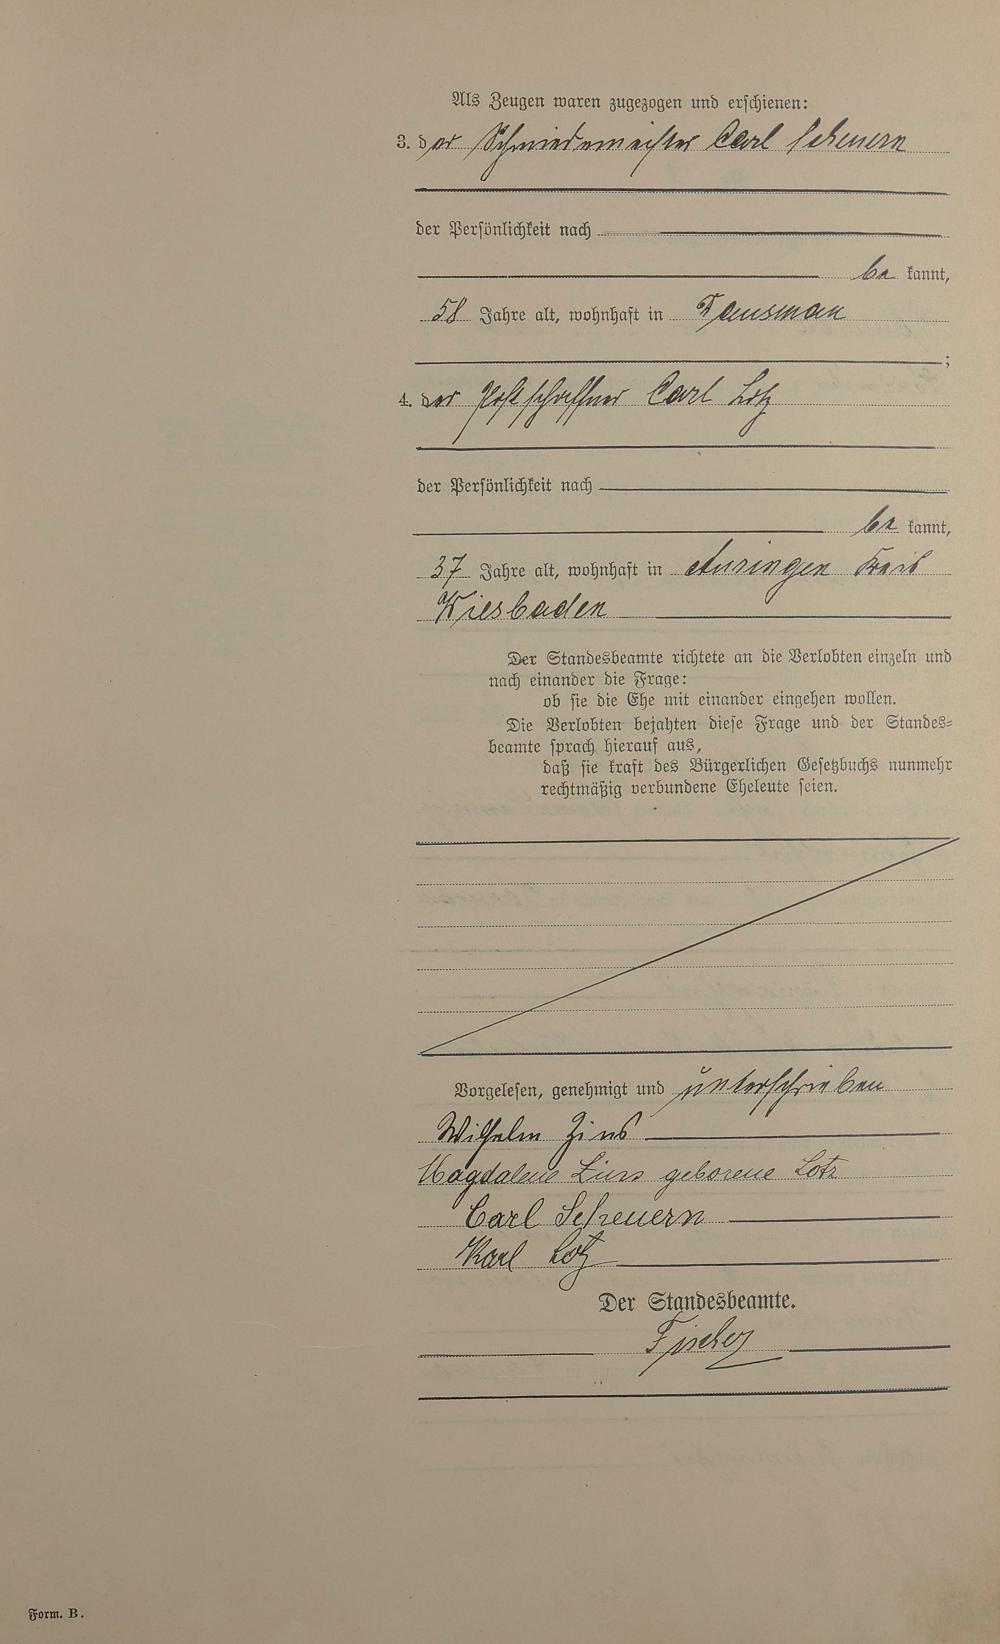 Als Zeugen waren zugezogen und erschienen:
3. der Schmiedemeister Carl Scheuern
der Persönlichkeit nach
be kannt,
58 Jahre alt, wohnhaft in
;
4. der Postschaffner Carl Lotz
der Persönlichkeit nach
be kannt,
37 Jahre alt, wohnhaft in Auringen Kreis
Wiesbaden
Der Standesbeamte richtete an die Verlobten einzeln und
nach einander die Frage:
ob sie die Ehe mit einander eingehen wollen.
Die Verlobten bejahten diese Frage und der Standes=
beamte sprach hierauf aus,
daß sie kraft des Bürgerlichen Gesetzbuchs nunmehr
rechtmäßig verbundene Eheleute seien.
Vorgelesen, genehmigt und unterschrieben
Wilhelm Zins
Magdalene Zins geborene Lotz
Carl Scheuern
Karl Lotz
Der Standesbeamte.
Fischer
Form. B.